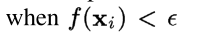 when f(𝐱ᵢ) < ϵ